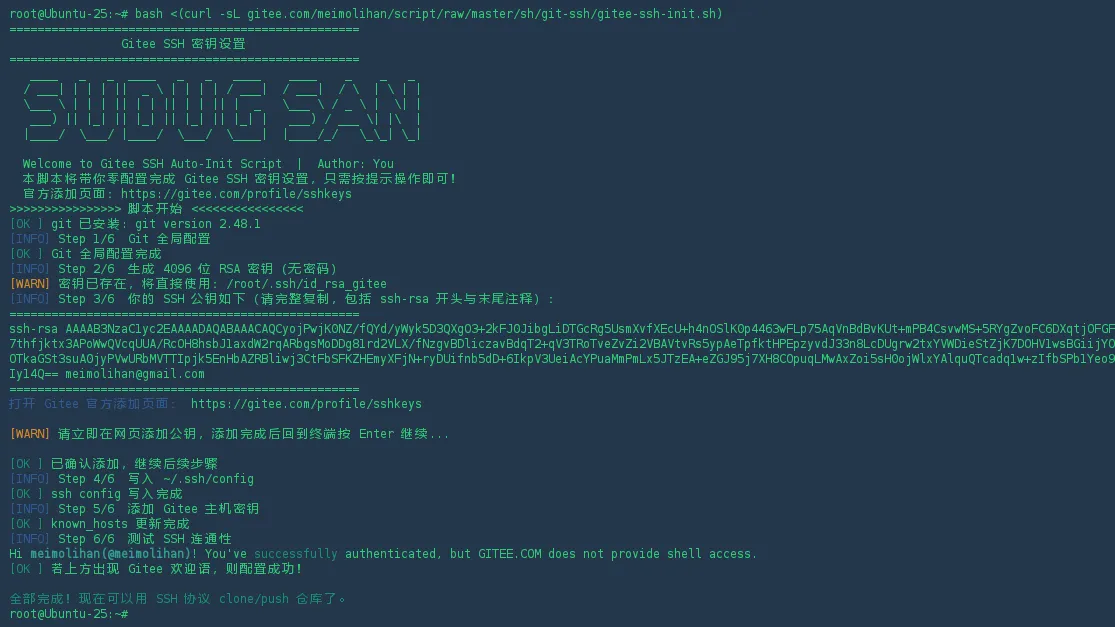 root@Ubuntu-25:~# bash <(curl -sL gitee.com/meimolihan/script/raw/master/sh/git-ssh/gitee-ssh-init.sh)
==================================================
Gitee SSH 密钥设置
==================================================
Welcome to Gitee SSH Auto-Init Script | Author: You
本脚本将带你零配置完成 Gitee SSH 密钥设置，只需按提示操作即可！
官方添加页面：https://gitee.com/profile/sshkeys
>>>>>>>>>>>>>>>> 脚本开始 <<<<<<<<<<<<<<<<
[OK ] git 已安装：git version 2.48.1
[INFO] Step 1/6 Git 全局配置
[OK ] Git 全局配置完成
[INFO] Step 2/6 生成 4096 位 RSA 密钥（无密码）
[WARN] 密钥已存在，将直接使用：/root/.ssh/id_rsa_gitee
[INFO] Step 3/6 你的 SSH 公钥如下（请完整复制，包括 ssh-rsa 开头与末尾注释）:
==================================================
ssh-rsa
Iy14Q== meimolihan@gmail.com
==================================================
打开 Gitee 官方添加页面： https://gitee.com/profile/sshkeys
[WARN] 请立即在网页添加公钥，添加完成后回到终端按 Enter 继续...
[OK ] 已确认添加，继续后续步骤
[INFO] Step 4/6 写入 ~/.ssh/config
[OK ] ssh config 写入完成
[INFO] Step 5/6 添加 Gitee 主机密钥
[OK ] known_hosts 更新完成
[INFO] Step 6/6 测试 SSH 连通性
Hi meimolihan(@meimolihan)! You've successfully authenticated, but GITEE.COM does not provide shell access.
[OK ] 若上方出现 Gitee 欢迎语，则配置成功！
全部完成！现在可以用 SSH 协议 clone/push 仓库了。
root@Ubuntu-25:~#